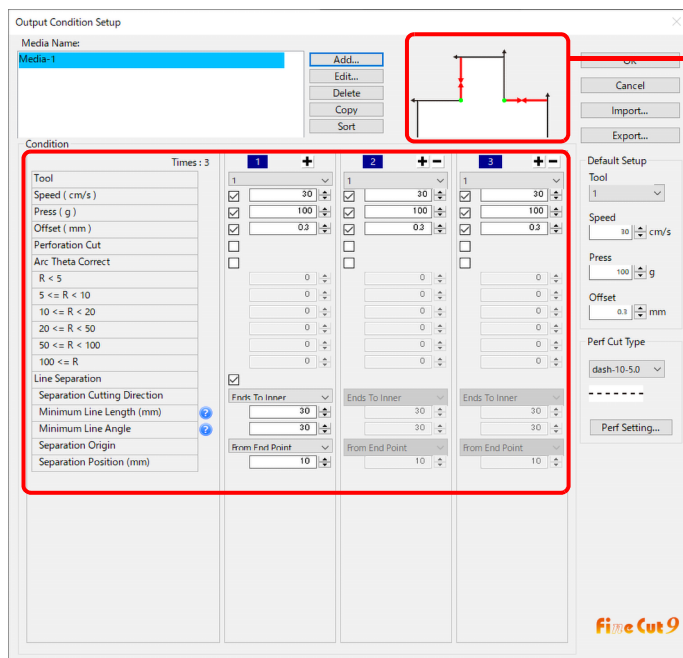 Output Condition Setup
Media Name:
Media-1
Add...
Edit...
Delete
Copy
Sort
Cancel
Import...
Export...
Condition
Times : 3 1 2 3
Tool 1 1 1
Speed ( cm/s ) 30 30 30
Press ( g ) 100 100 100
Offset ( mm ) 0.3 0.3 0.3
Perforation Cut
Arc Theta Correct
R < 5 0 0 0
5 <= R < 10 0 0 0
10 <= R < 20 0 0 0
20 <= R < 50 0 0 0
50 <= R < 100 0 0 0
100 <= R 0 0 0
Line Separation
Separation Cutting Direction Ends To Inner Ends To Inner Ends To Inner
Minimum Line Length (mm) ? 30 30 30
Minimum Line Angle ? 30 30 30
Separation Origin From End Point From End Point From End Point
Separation Position (mm) 10 10 10
Default Setup
Tool
1
Speed
30 cm/s
Press
100 g
Offset
0.3 mm
Perf Cut Type
dash-10-5.0
Perf Setting...
Fine Cut 9